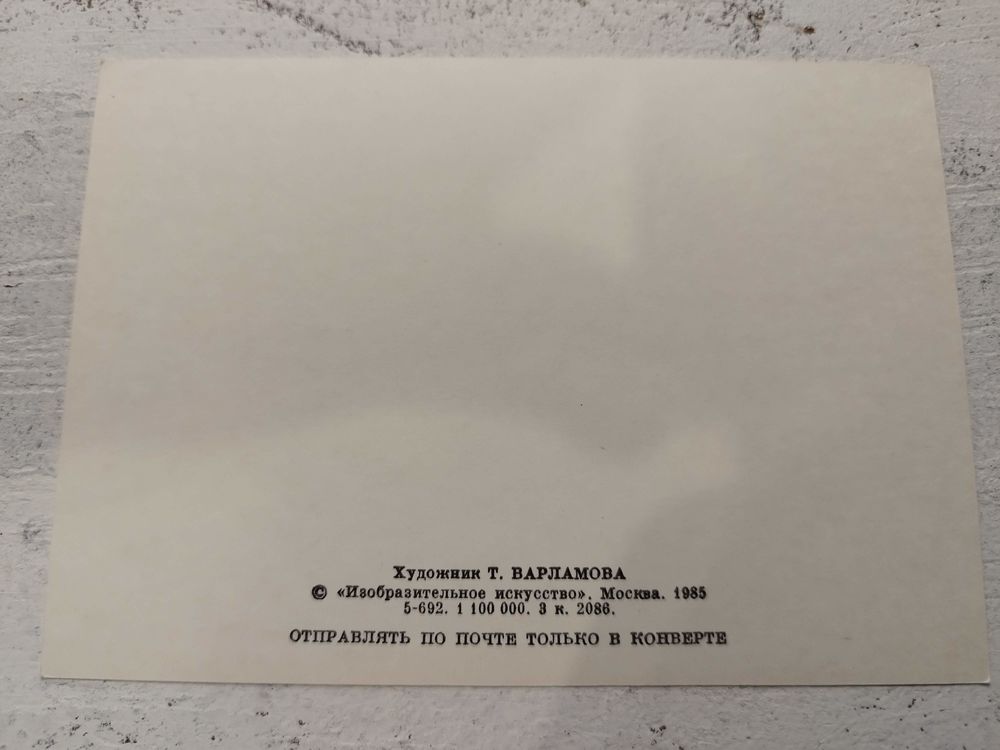 Художник Т. ВАРЛАМОВА
© «Изобразительное искусство». Москва. 1985
5-692. 1 100 000. 3 к. 2086.
ОТПРАВЛЯТЬ ПО ПОЧТЕ ТОЛЬКО В КОНВЕРТЕ